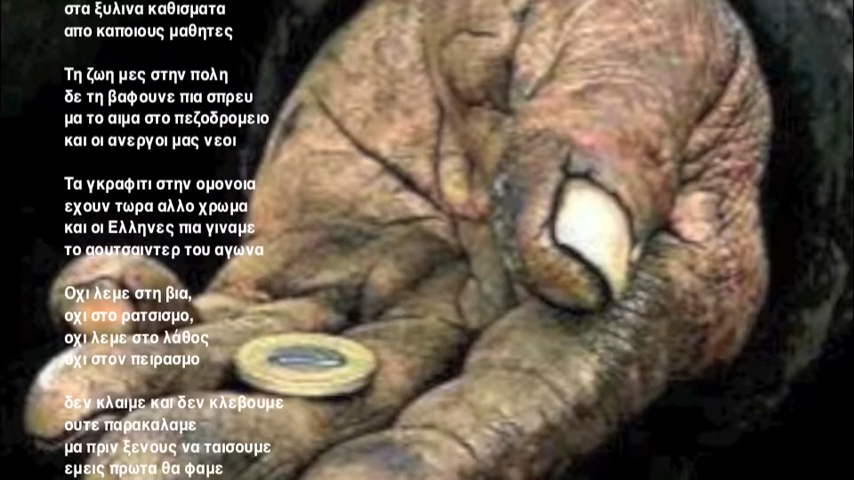 στα ξυλινα καθισματα
απο καποιους μαθητες
Τη ζωη μες στην πολη
δε τη βαφουνε πια σπρευ
μα το αιμα στο πεζοδρομειο
και οι ανεργοι μας νεοι
Τα γκραφιτι στην ομονοια
εχουν τωρα αλλο χρωμα
και οι Ελληνες πια γιναμε
το αουτσαιντερ του αγωνα
Οχι λεμε στη βια,
οχι στο ρατσισμο,
οχι λεμε στο λάθος
οχι στον πειρασμο
δεν κλαιμε και δεν κλεβουμε
ουτε παρακαλαμε
μα πριν ξενους να ταισουμε
εμεις πρωτα θα φαμε